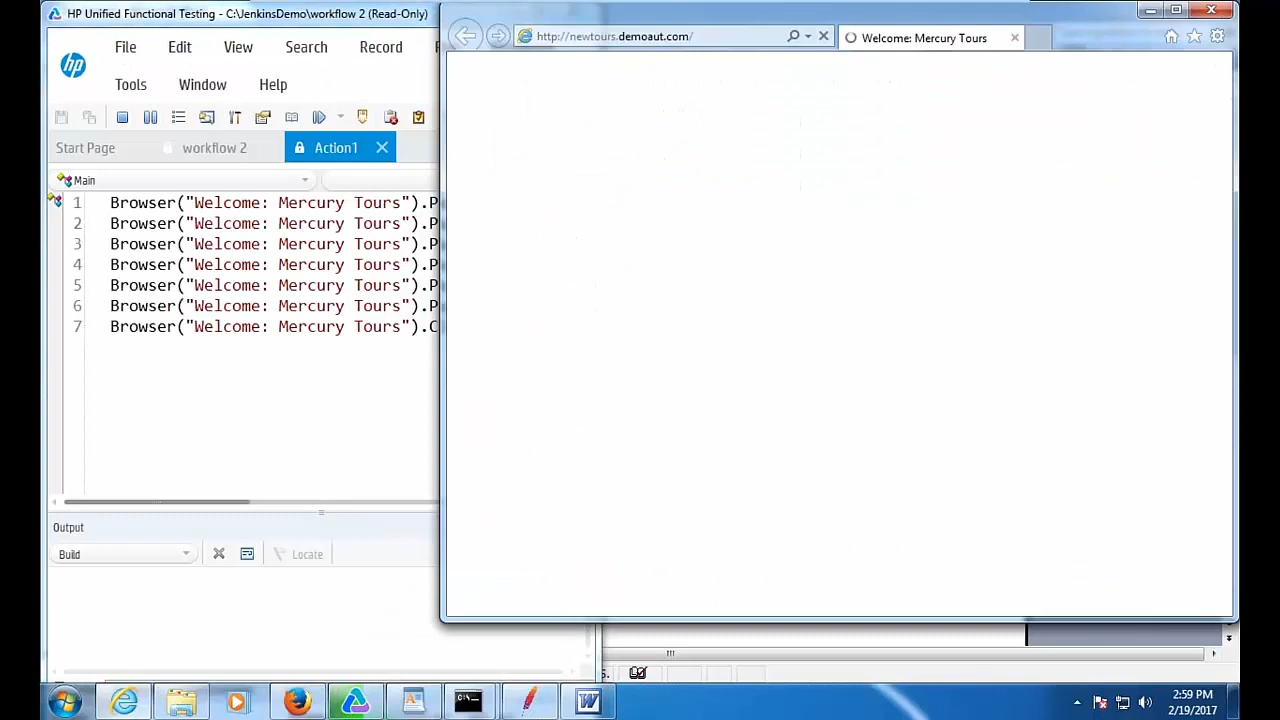 HP Unified Functional Testing - C:\JenkinsDemo\workflow 2 (Read-Only)
hp
File Edit View Search Record
Tools Window Help
Start Page workflow 2 Action1
Main
1 Browser("Welcome: Mercury Tours").P
2 Browser("Welcome: Mercury Tours").P
3 Browser("Welcome: Mercury Tours").P
4 Browser("Welcome: Mercury Tours").P
5 Browser("Welcome: Mercury Tours").P
6 Browser("Welcome: Mercury Tours").P
7 Browser("Welcome: Mercury Tours").C
Output
Build Locate
http://newtours.demoaut.com/ Welcome: Mercury Tours
2:59 PM
2/19/2017